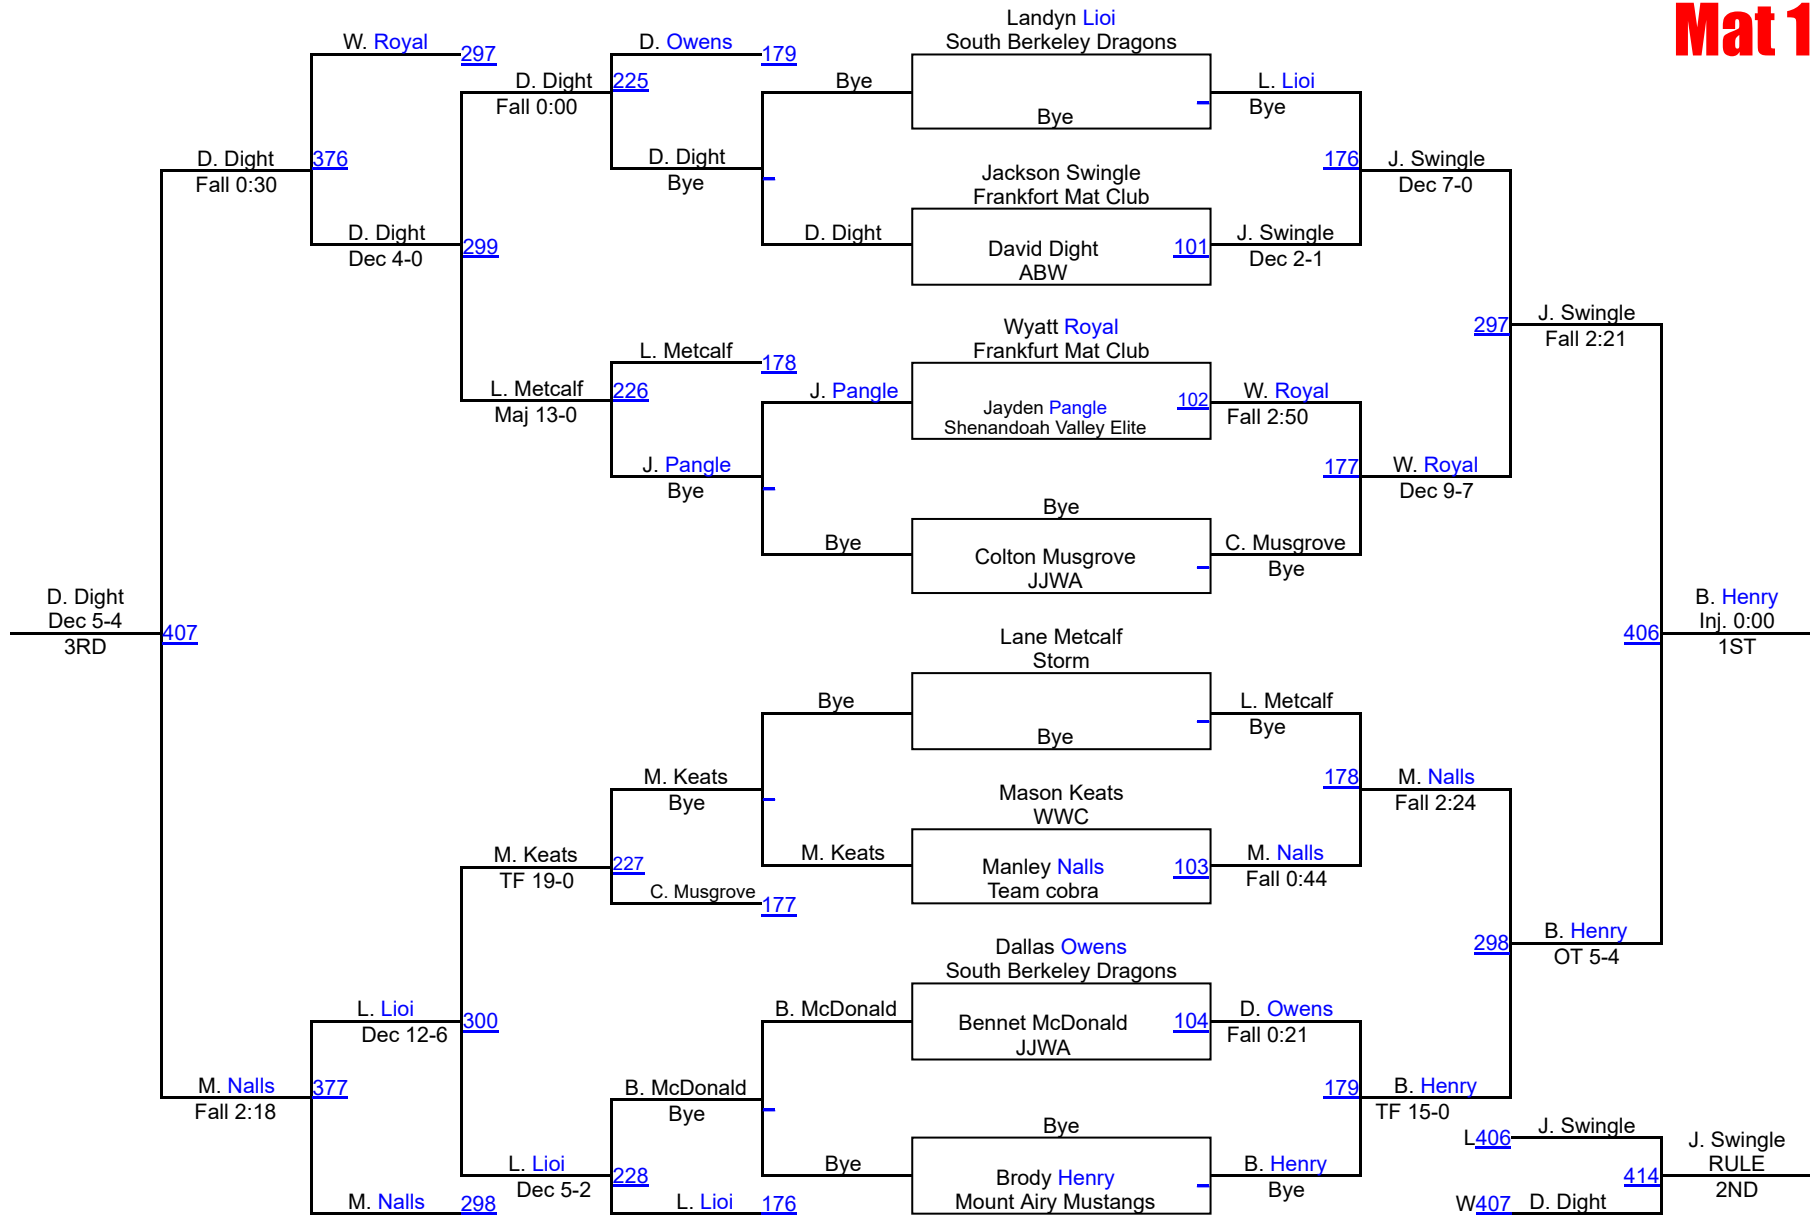 Mat 1
Landyn Lioi
South Berkeley Dragons
W. Royal
297
D. Owens
179
D. Dight
225
Fall 0:00
Bye
Bye
L. Lioi
Bye
D. Dight
376
Fall 0:30
D. Dight
Bye
Jackson Swingle
Frankfort Mat Club
176
J. Swingle
Dec 7-0
D. Dight
299
Dec 4-0
D. Dight
David Dight
101
ABW
J. Swingle
Dec 2-1
Wyatt Royal
Frankfurt Mat Club
297
J. Swingle
Fall 2:21
L. Metcalf
178
L. Metcalf
226
Maj 13-0
J. Pangle
Jayden Pangle
102
Shenandoah Valley Elite
W. Royal
Fall 2:50
J. Pangle
Bye
177
W. Royal
Dec 9-7
Bye
Bye
Colton Musgrove
JJWA
C. Musgrove
Bye
D. Dight
Dec 5-4
3RD
407
B. Henry
Inj. 0:00
1ST
406
Lane Metcalf
Storm
Bye
Bye
L. Metcalf
Bye
M. Keats
Bye
Mason Keats
WWC
178
M. Nalls
Fall 2:24
M. Keats
TF 19-0
227
M. Keats
Manley Nalls
103
Team cobra
M. Nalls
Fall 0:44
C. Musgrove
177
Dallas Owens
South Berkeley Dragons
298
B. Henry
OT 5-4
L. Lioi
Dec 12-6
300
B. McDonald
Bennet McDonald
104
JJWA
D. Owens
Fall 0:21
M. Nalls
377
Fall 2:18
B. McDonald
Bye
179
B. Henry
TF 15-0
Bye
L406
J. Swingle
L. Lioi
Dec 5-2
228
Bye
Brody Henry
Mount Airy Mustangs
B. Henry
Bye
J. Swingle
RULE
2ND
414
M. Nalls
298
L. Lioi
176
W407
D. Dight